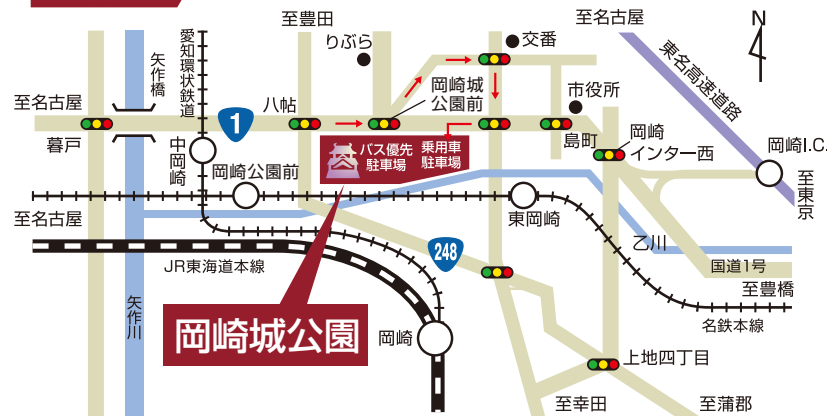 至豊田
りぶら
交番
至名古屋
N
東名高速道路
愛知環状鉄道
矢作橋
至名古屋
1
八帖
岡崎城
公園前
市役所
暮戸
中岡崎
バス優先
駐車場
乗用車
駐車場
島町
岡崎
インター西
岡崎I.C.
岡崎公園前
至東京
至名古屋
東岡崎
乙川
248
JR東海道本線
国道1号
至豊橋
矢作川
岡崎城公園
岡崎
名鉄本線
上地四丁目
至幸田
至蒲郡